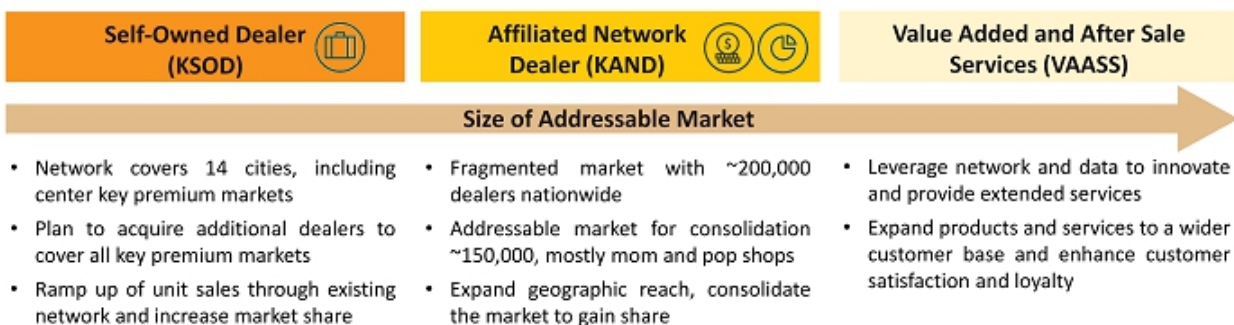 Self-Owned Dealer
(KSOD)
Affiliated Network
Dealer (KAND)
$
Value Added and After Sale
Services (VAASS)
Size of Addressable Market
• Network covers 14 cities, including
center key premium markets
• Plan to acquire additional dealers to
cover all key premium markets
• Ramp up of unit sales through existing
network and increase market share
• Fragmented market with ~200,000
dealers nationwide
• Addressable market for consolidation
~150,000, mostly mom and pop shops
• Expand geographic reach, consolidate
the market to gain share
• Leverage network and data to innovate
and provide extended services
• Expand products and services to a wider
customer base and enhance customer
satisfaction and loyalty